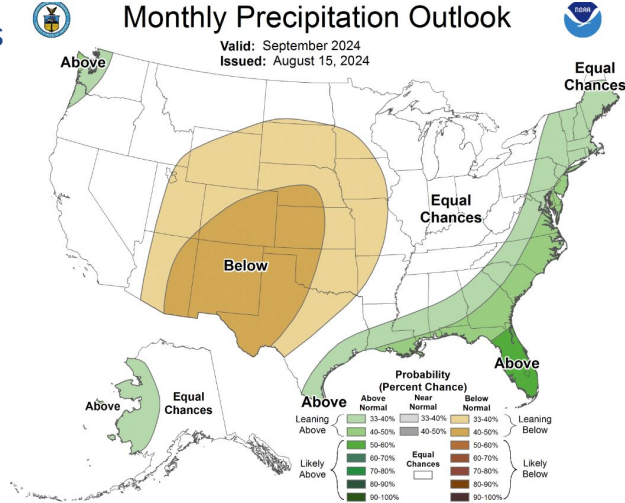 s
Monthly Precipitation Outlook
NOAA
Valid: September 2024
Issued: August 15, 2024
Above
Equal
Chances
Equal
Chances
Below
Above
Above
Above
Equal
Chances
Probability
(Percent Chance)
Above
Normal
Near
Normal
Below
Normal
Leaning
Above
33-40%
33-40%
33-40%
Leaning
Below
40-50%
40-50%
40-50%
50-60%
50-60%
Likely
Above
60-70%
Equal
Chances
60-70%
Likely
Below
70-80%
70-80%
80-90%
80-90%
90-100%
90-100%